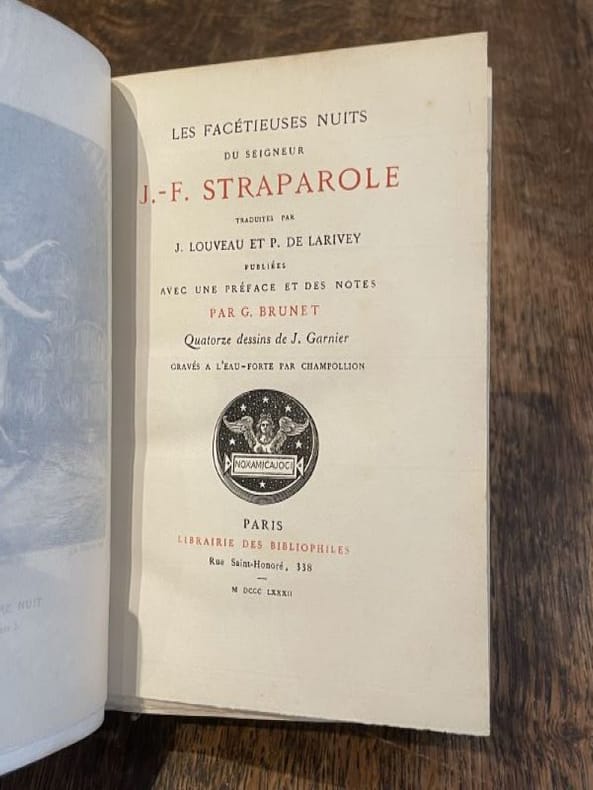 LES FACÉTIEUSES NUITS
DU SEIGNEUR
J.-F. STRAPAROLE
TRADUITES PAR
J. LOUVEAU ET P. DE LARIVEY
PUBLIÉES
AVEC UNE PRÉFACE ET DES NOTES
PAR G. BRUNET
Quatorze dessins de J. Garnier
GRAVÉS A L'EAU-FORTE PAR CHAMPOLLION
NOXAMICAJOCI
PARIS
LIBRAIRIE DES BIBLIOPHILES
Rue Saint-Honoré, 338
M DCCC LXXXII